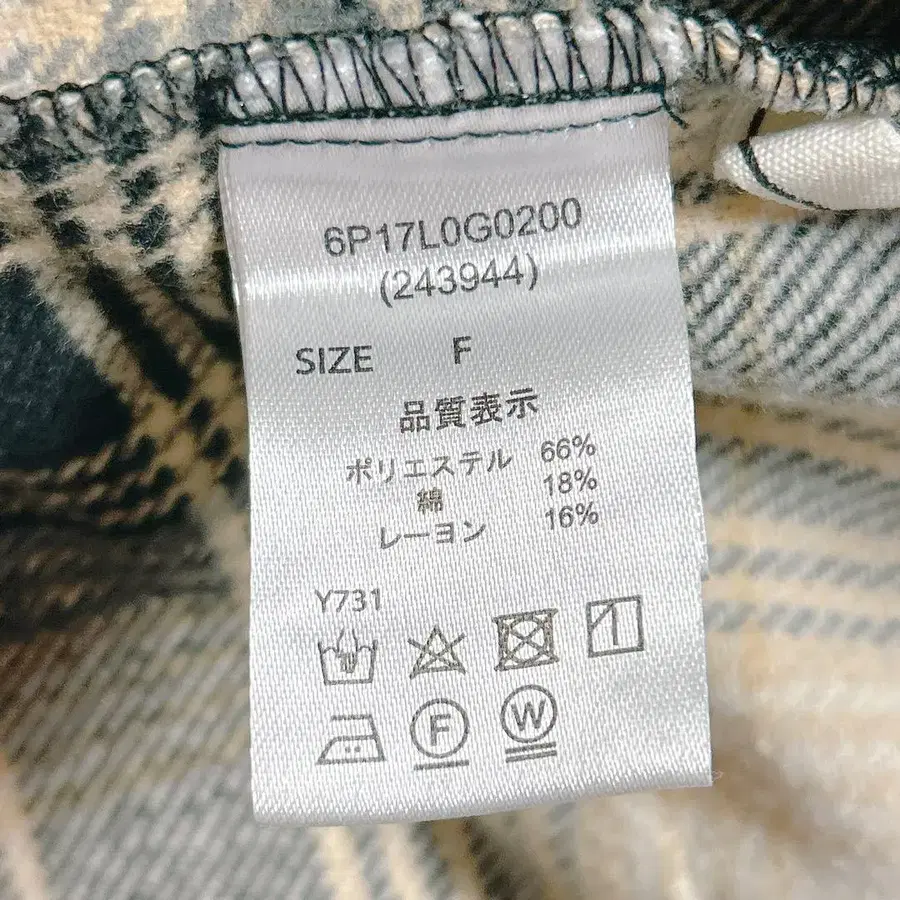 6P17L0G0200
(243944)
SIZE F
品質表示
ポリエステル 66%
綿 18%
レーヨン 16%
Y731
F W